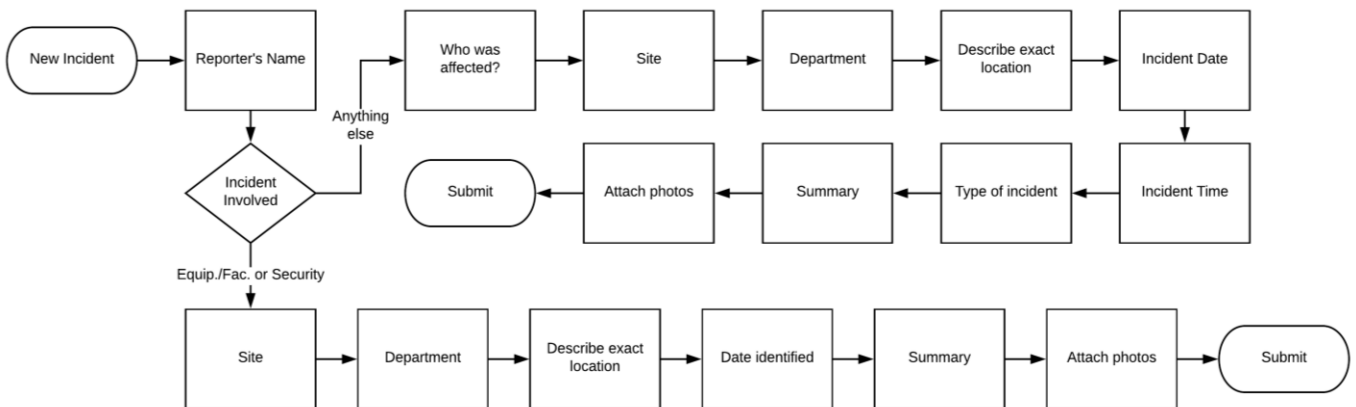 New Incident
Reporter's Name
Who was
affected?
Site
Department
Describe exact
location
Incident Date
Anything
else
Incident
Involved
Submit
Attach photos
Summary
Type of incident
Incident Time
Equip./Fac. or Security
Site
Department
Describe exact
location
Date identified
Summary
Attach photos
Submit